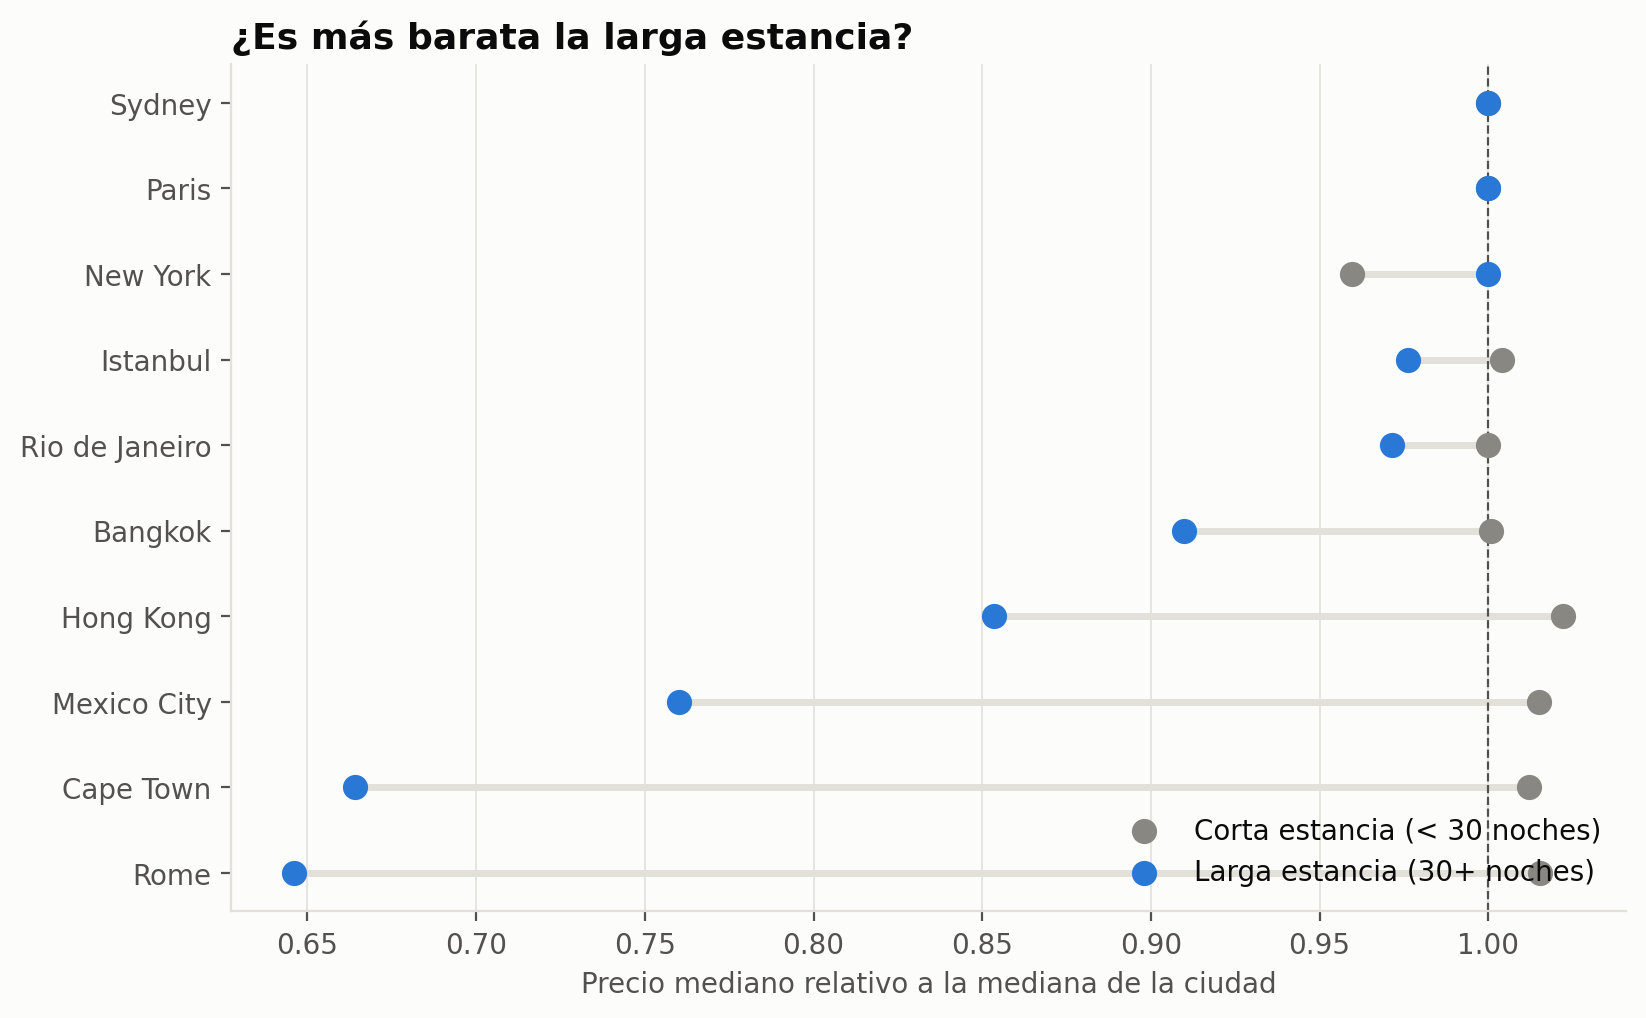 ¿Es más barata la larga estancia?
Sydney
Paris
New York
Istanbul
Rio de Janeiro
Bangkok
Hong Kong
Mexico City
Cape Town
Rome
Corta estancia (< 30 noches)
Larga estancia (30+ noches)
0.65 0.70 0.75 0.80 0.85 0.90 0.95 1.00
Precio mediano relativo a la mediana de la ciudad